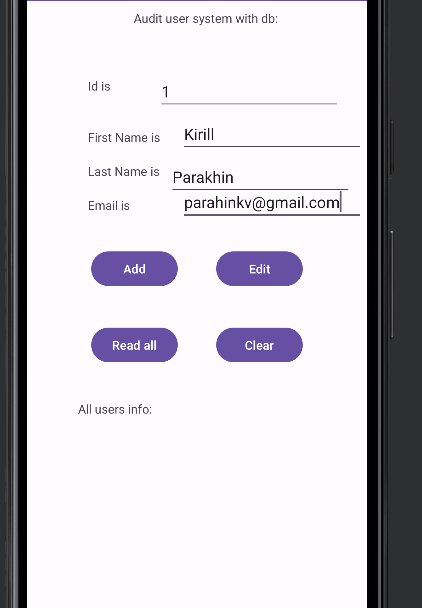 Audit user system with db:
Id is 1
First Name is Kirill
Last Name is Parakhin
Email is parahinkv@gmail.com
Add Edit
Read all Clear
All users info: